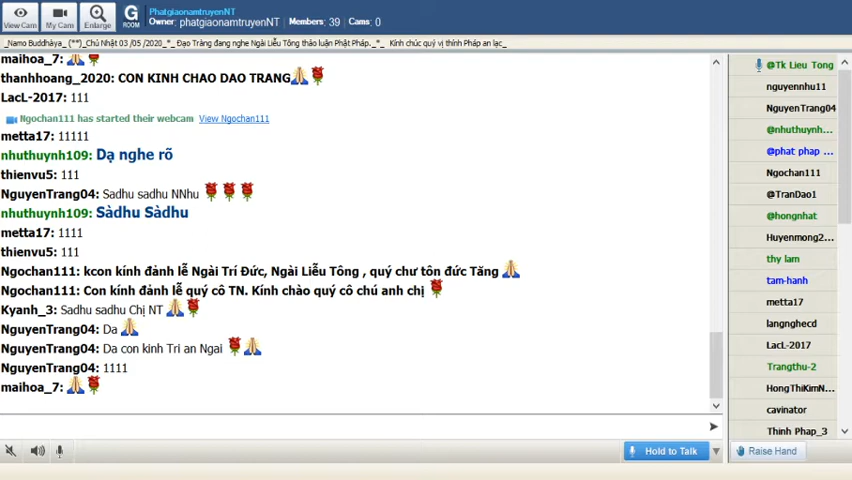 View Cam
My Cam
Enlarge
G
ROOM
PhatgiaonamtruyenNT
Owner: phatgiaonamtruyenNT Members: 39 Cams: 0
_Namo Buddhàya_ (**)_Chủ Nhật 03 /05 /2020_*_ Đạo Tràng đang nghe Ngài Liễu Tông thảo luận Phật Pháp._*_ Kính chúc quý vị thính Pháp an lạc_
maihoa_7:
thanhhoang_2020: CON KINH CHAO DAO TRANG
LacL-2017: 111
Ngochan111 has started their webcam View Ngochan111
metta17: 11111
nhuthuynh109: Dạ nghe rõ
thienvu5: 111
NguyenTrang04: Sadhu sadhu NNhu
nhuthuynh109: Sàdhu Sàdhu
metta17: 1111
thienvu5: 111
Ngochan111: kcon kính đảnh lễ Ngài Trí Đức, Ngài Liễu Tông , quý chư tôn đức Tăng
Ngochan111: Con kính đảnh lễ quý cô TN. Kính chào quý cô chú anh chị
Kyanh_3: Sadhu sadhu Chị NT
NguyenTrang04: Da
NguyenTrang04: Da con kinh Tri an Ngai
NguyenTrang04: 1111
maihoa_7:
@Tk Lieu Tong
nguyennhu11
NguyenTrang04
@nhuthuynh...
@phat phap ...
Ngochan111
@TranDao1
@hongnhat
Huyenmong2...
thy lam
tam-hanh
metta17
langnghecd
LacL-2017
Trangthu-2
HongThiKimN...
cavinator
Thinh Phap_3
Hold to Talk
Raise Hand